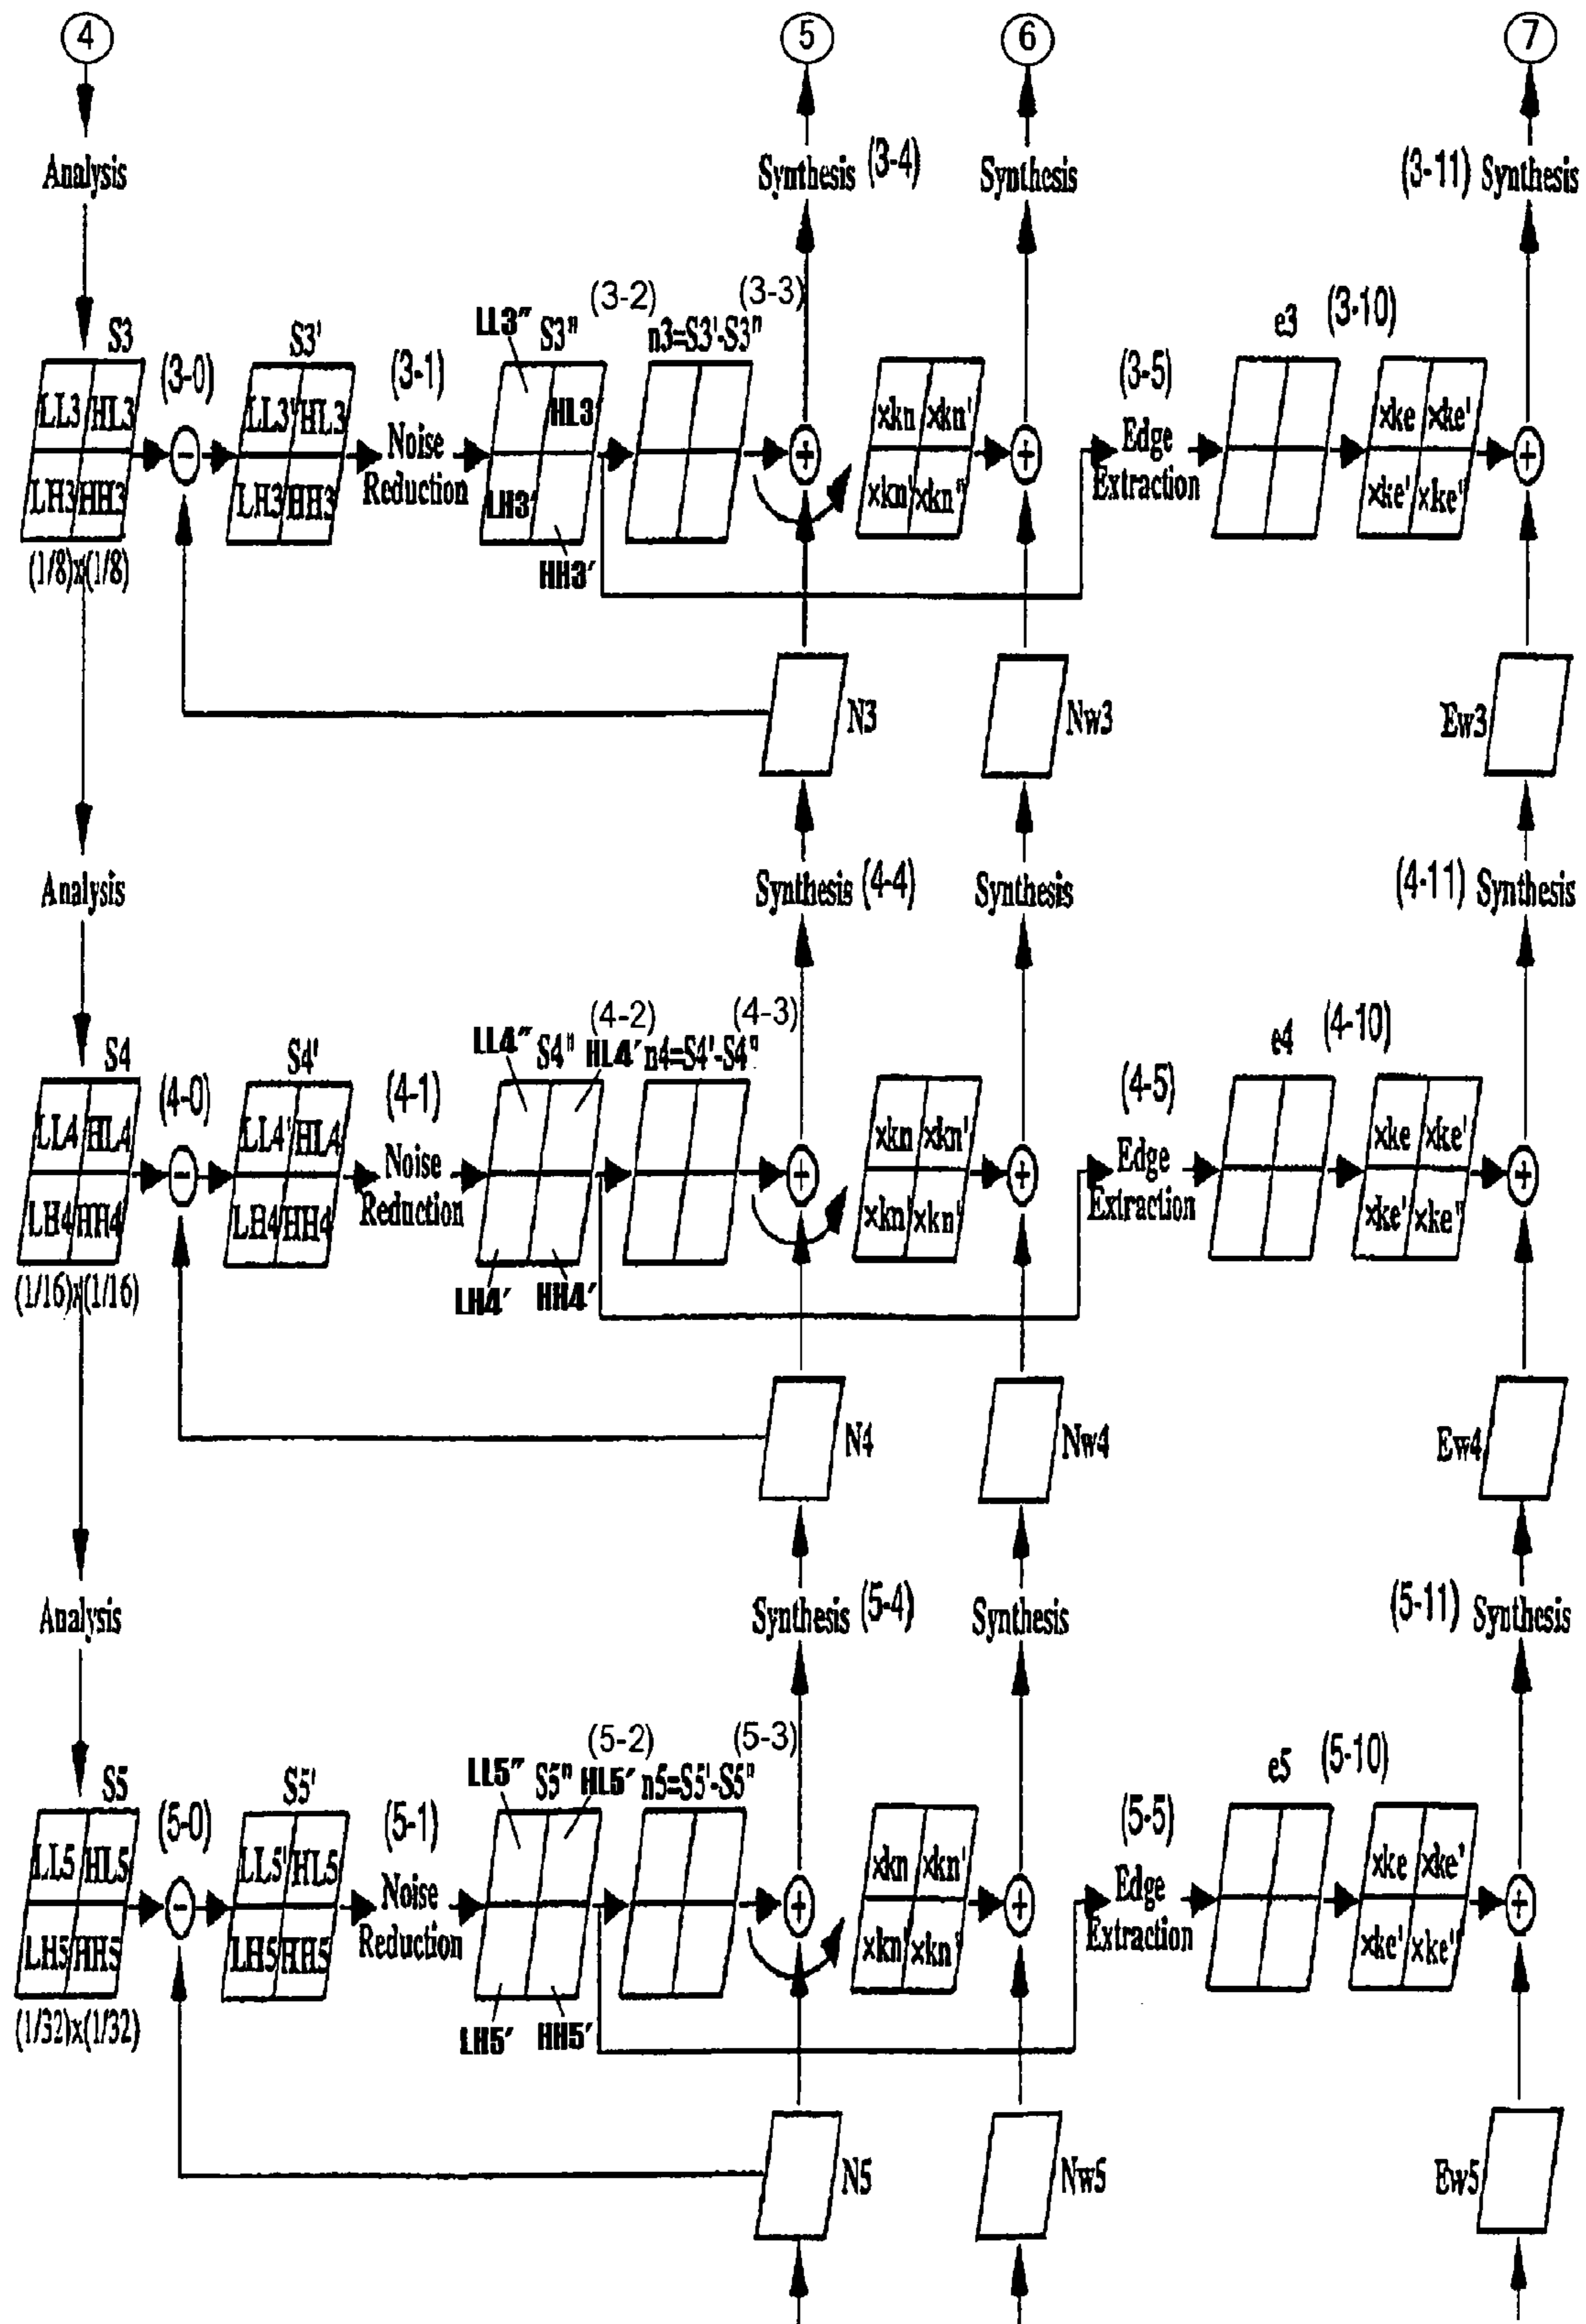 4 5 6 7
Analysis Synthesis (3-4) Synthesis (3-11) Synthesis
LL3" S3" (3-2) n3=S3'-S3" (3-3) e3 (3-10)
S3 (3-0) S3' (3-1) (3-5)
LL3 HL3 LL3' HL3 Noise HL3' xkn xkn' Edge xke xke'
LH3 HH3 LH3 HH3 Reduction LH3' xkn' xkn" Extraction xke' xke"
(1/8)x(1/8) HH3'
N3 Nw3 Ew3
Analysis Synthesis (4-4) Synthesis (4-11) Synthesis
LL4" S4" (4-2) HL4' n4=S4'-S4" (4-3) e4 (4-10)
S4 (4-0) S4' (4-1) (4-5)
LL4 HL4 LL4' HL4 Noise xkn xkn' Edge xke xke'
LH4 HH4 LH4 HH4 Reduction xkn' xkn" Extraction xke' xke"
(1/16)x(1/16) LH4' HH4'
N4 Nw4 Ew4
Analysis Synthesis (5-4) Synthesis (5-11) Synthesis
LL5" S5" (5-2) HL5' n5=S5'-S5" (5-3) e5 (5-10)
S5 (5-0) S5' (5-1) (5-5)
LL5 HL5 LL5' HL5 Noise xkn xkn' Edge xke xke'
LH5 HH5 LH5 HH5 Reduction xkn' xkn" Extraction xke' xke"
(1/32)x(1/32) LH5' HH5'
N5 Nw5 Ew5